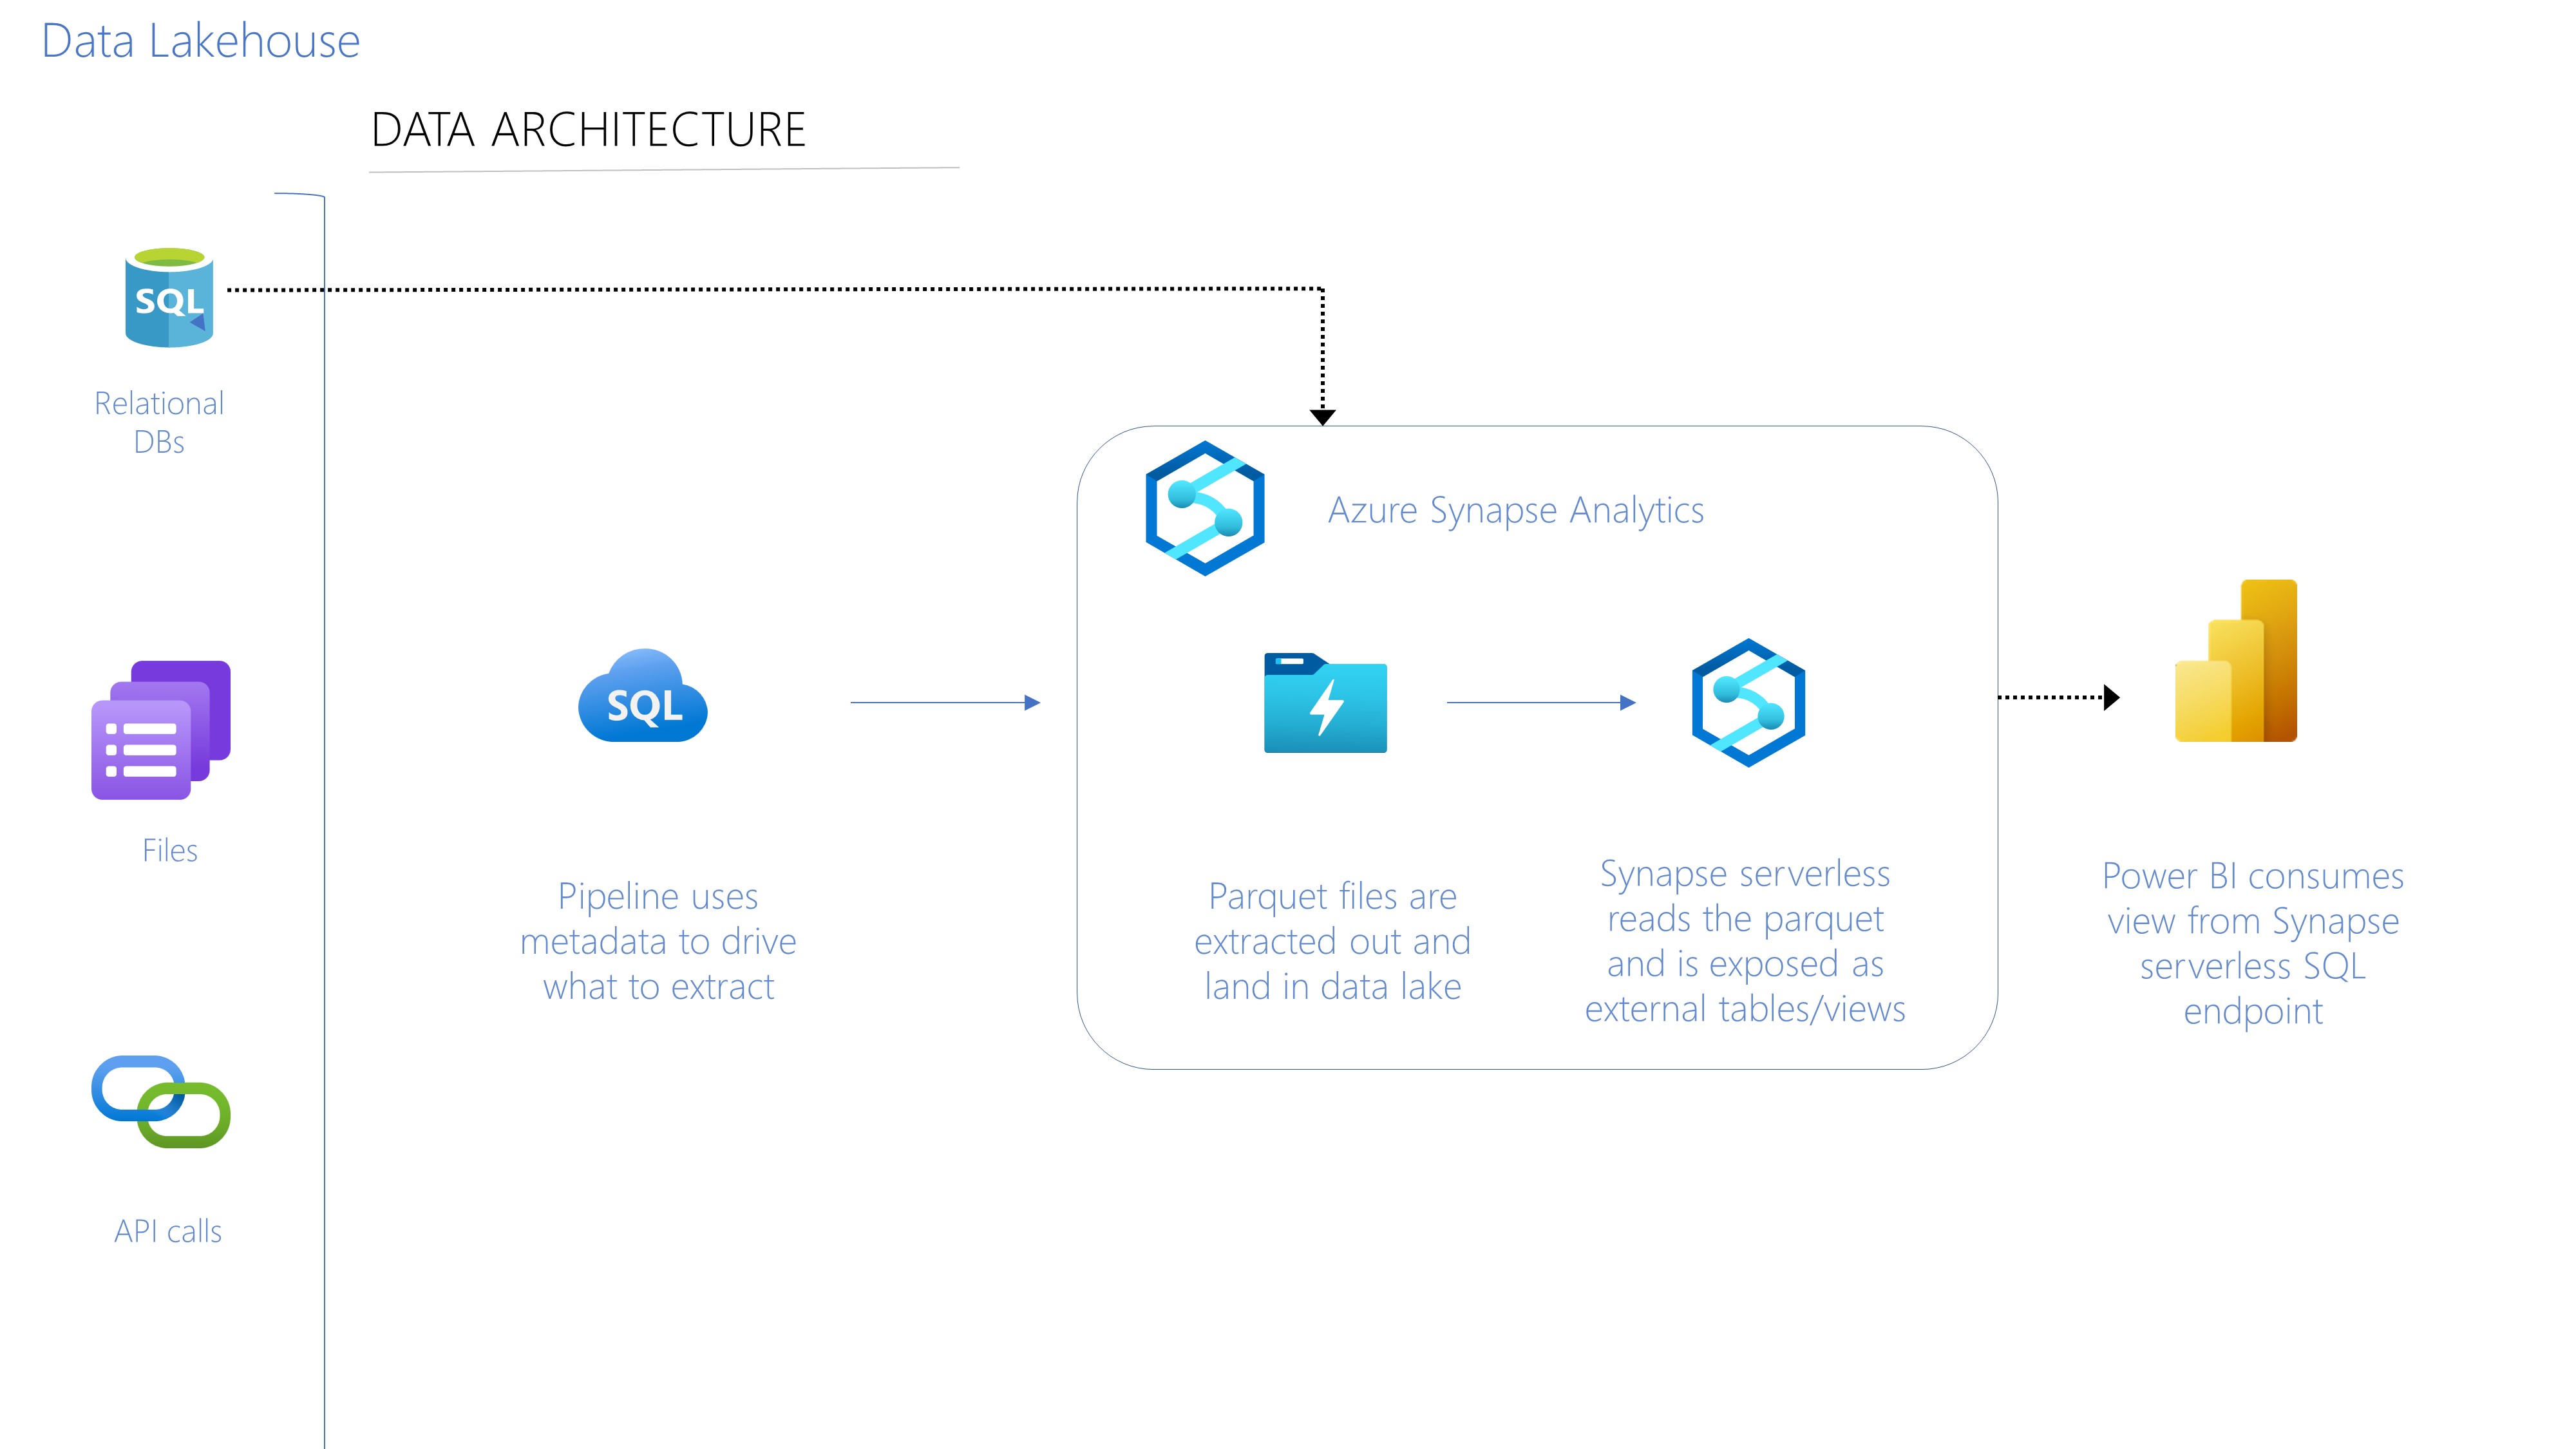 Data Lakehouse
DATA ARCHITECTURE
SQL
Relational
DBs
Files
API calls
SQL
Pipeline uses
metadata to drive
what to extract
Azure Synapse Analytics
Parquet files are
extracted out and
land in data lake
Synapse serverless
reads the parquet
and is exposed as
external tables/views
Power BI consumes
view from Synapse
serverless SQL
endpoint